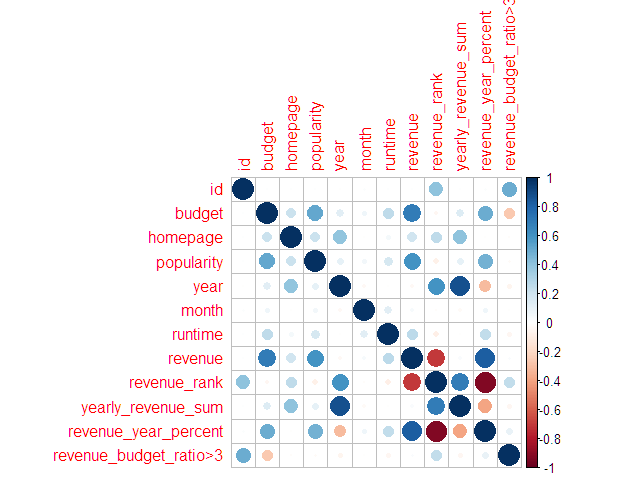 id
budget
homepage
popularity
year
month
runtime
revenue
revenue_rank
yearly_revenue_sum
revenue_year_percent
revenue_budget_ratio>3
id
budget
homepage
popularity
year
month
runtime
revenue
revenue_rank
yearly_revenue_sum
revenue_year_percent
revenue_budget_ratio>3
1
0.8
0.6
0.4
0.2
0
-0.2
-0.4
-0.6
-0.8
-1